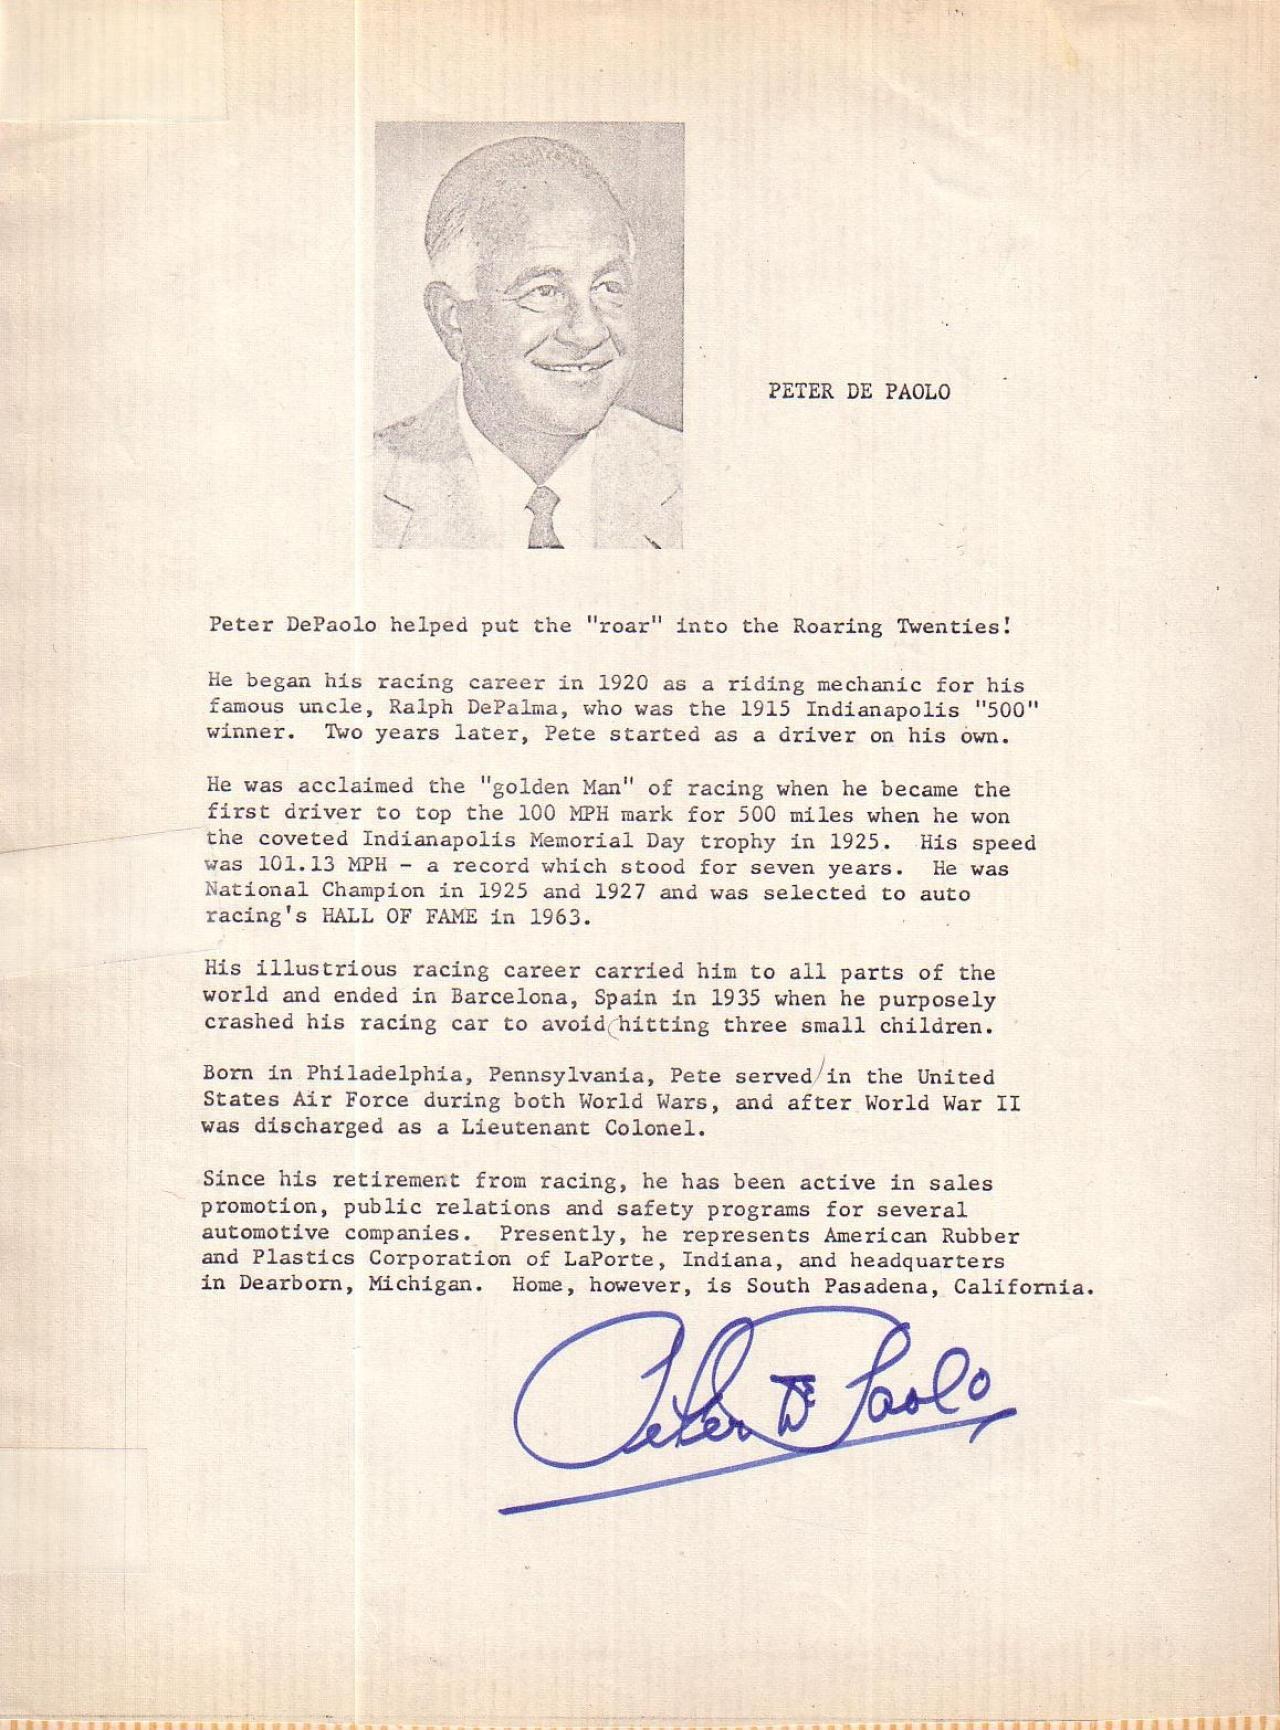 PETER DE PAOLO
Peter DePaolo helped put the "roar" into the Roaring Twenties!
He began his racing career in 1920 as a riding mechanic for his
famous uncle, Ralph DePalma, who was the 1915 Indianapolis "500"
winner. Two years later, Pete started as a driver on his own.
He was acclaimed the "golden Man" of racing when he became the
first driver to top the 100 MPH mark for 500 miles when he won
the coveted Indianapolis Memorial Day trophy in 1925. His speed
was 101.13 MPH - a record which stood for seven years. He was
National Champion in 1925 and 1927 and was selected to auto
racing's HALL OF FAME in 1963.
His illustrious racing career carried him to all parts of the
world and ended in Barcelona, Spain in 1935 when he purposely
crashed his racing car to avoid hitting three small children.
Born in Philadelphia, Pennsylvania, Pete served in the United
States Air Force during both World Wars, and after World War II
was discharged as a Lieutenant Colonel.
Since his retirement from racing, he has been active in sales
promotion, public relations and safety programs for several
automotive companies. Presently, he represents American Rubber
and Plastics Corporation of LaPorte, Indiana, and headquarters
in Dearborn, Michigan. Home, however, is South Pasadena, California.
Peter De Paolo